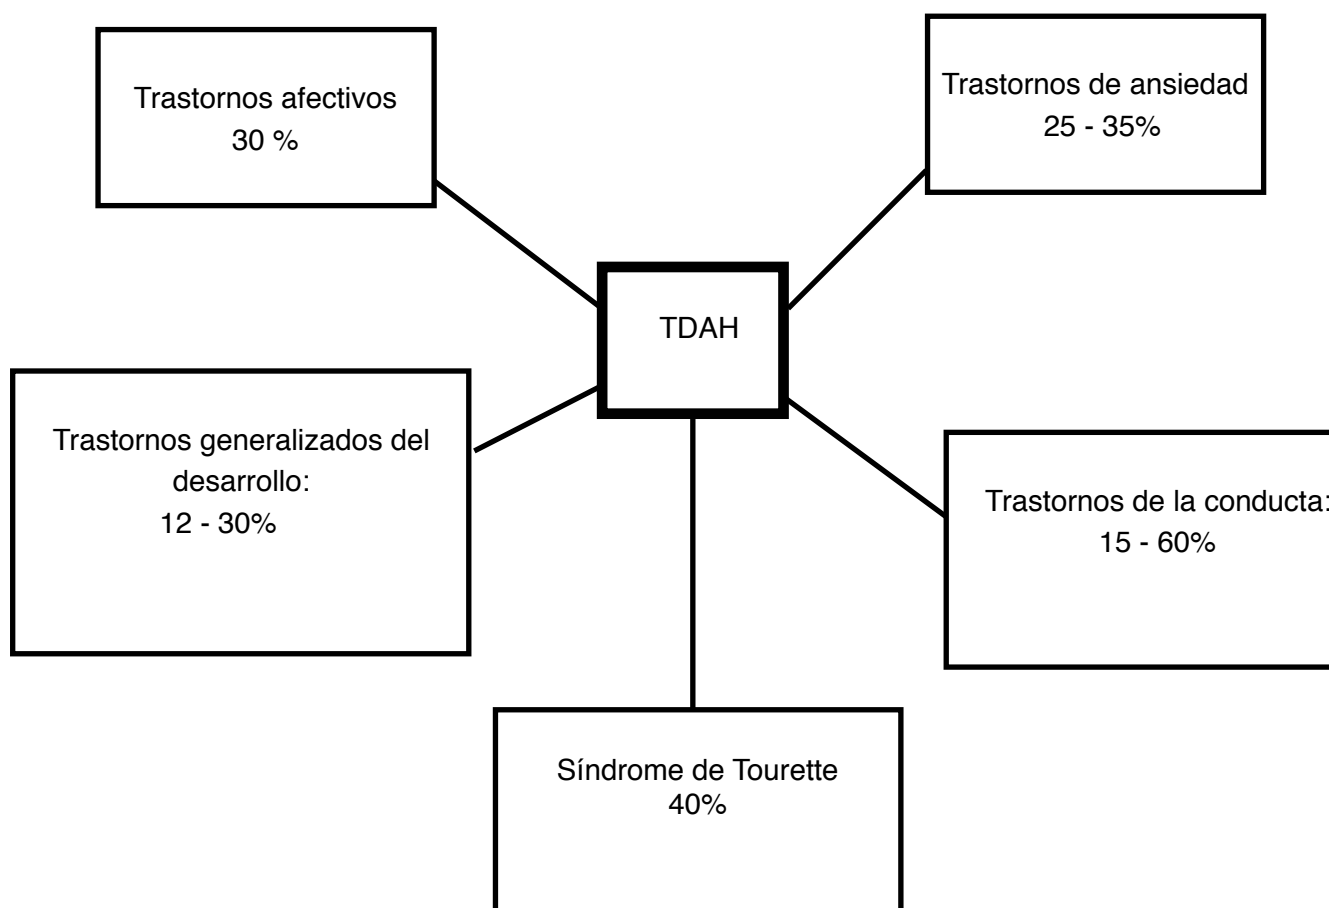 Trastornos afectivos
30 %
Trastornos de ansiedad
25 - 35%
TDAH
Trastornos generalizados del
desarrollo:
12 - 30%
Trastornos de la conducta:
15 - 60%
Síndrome de Tourette
40%